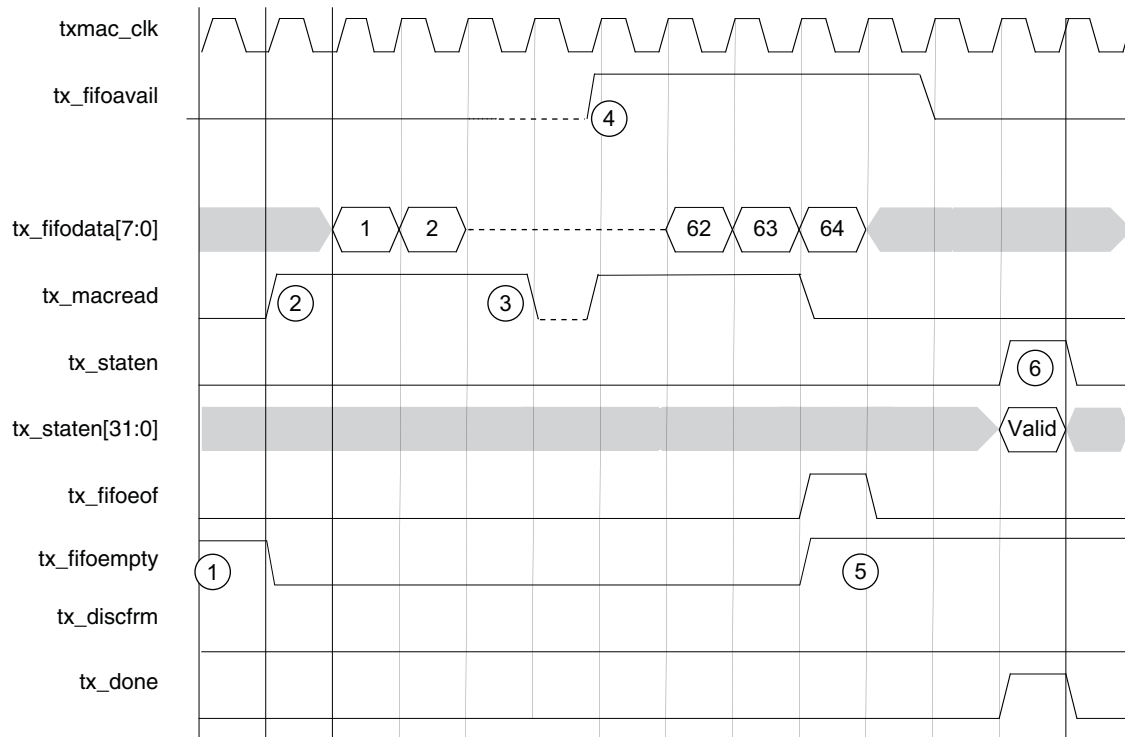 txmac_clk
tx_fifoavail
4
tx_fifodata[7:0] 1 2 62 63 64
tx_macread 2 3
tx_staten 6
tx_staten[31:0] Valid
tx_fifoeof
tx_fifoempty
1 5
tx_discfrm
tx_done